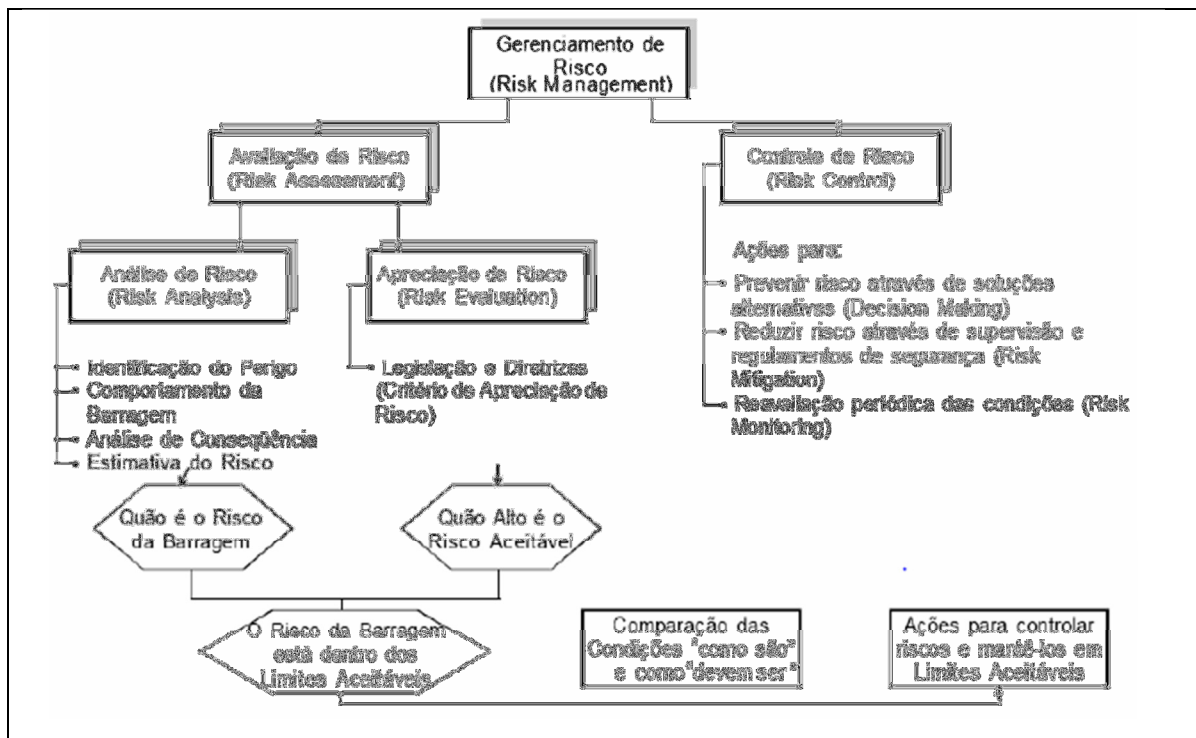 Gerenciamento de
Risco
(Risk Management)
Avaliação de Risco
(Risk Assessment)
Controle de Risco
(Risk Control)
Análise de Risco
(Risk Analysis)
Apreciação de Risco
(Risk Evaluation)
Identificação do Perigo
Comportamento da
Barragem
Análise de Conseqüência
Estimativa do Risco
Legislação e Diretrizes
(Critério de Apreciação de
Risco)
Ações para:
Prevenir risco através de soluções
alternativas (Decision Making)
Reduzir risco através de supervisão e
regulamentos de segurança (Risk
Mitigation)
Reavaliação periódica das condições (Risk
Monitoring)
Quão é o Risco
da Barragem
Quão Alto é o
Risco Aceitável
O Risco da Barragem
está dentro dos
Limites Aceitáveis
Comparação das
Condições "como são"
e como "devem ser"
Ações para controlar
riscos e mantê-los em
Limites Aceitáveis